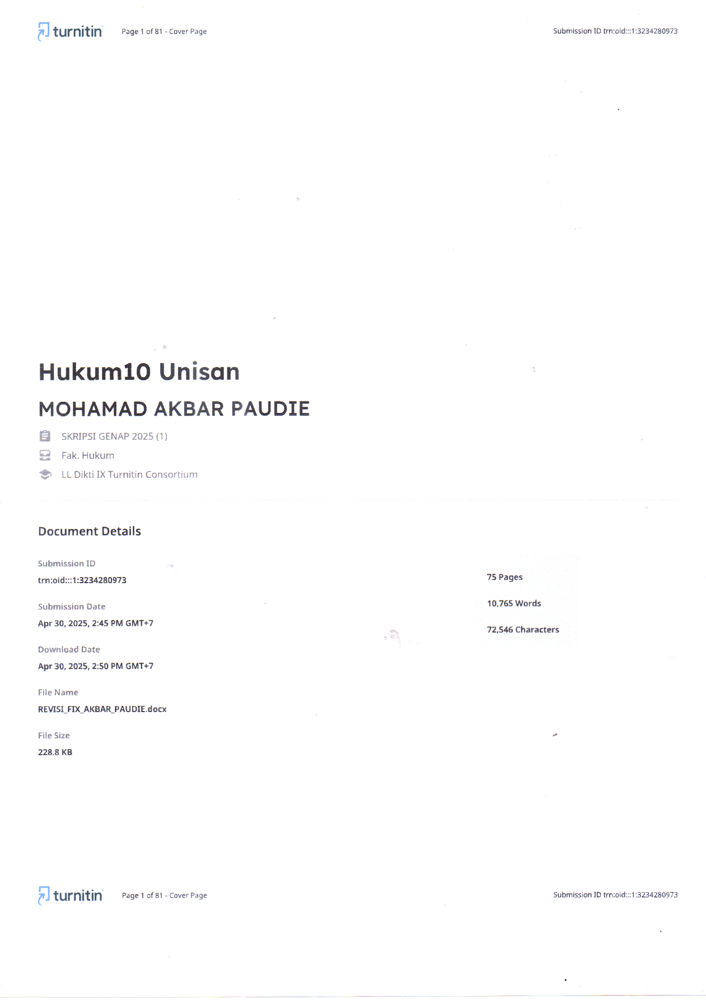 turnitin Page 1 of 81 - Cover Page Submission ID trn:oid:::1:3234280973
Hukum10 Unisan
MOHAMAD AKBAR PAUDIE
SKRIPSI GENAP 2025 (1)
Fak. Hukum
LL Dikti IX Turnitin Consortium
Document Details
Submission ID
trn:oid:::1:3234280973
Submission Date
Apr 30, 2025, 2:45 PM GMT+7
Download Date
Apr 30, 2025, 2:50 PM GMT+7
File Name
REVISI_FIX_AKBAR_PAUDIE.docx
File Size
228.8 KB
75 Pages
10,765 Words
72,546 Characters
turnitin Page 1 of 81 - Cover Page Submission ID trn:oid:::1:3234280973